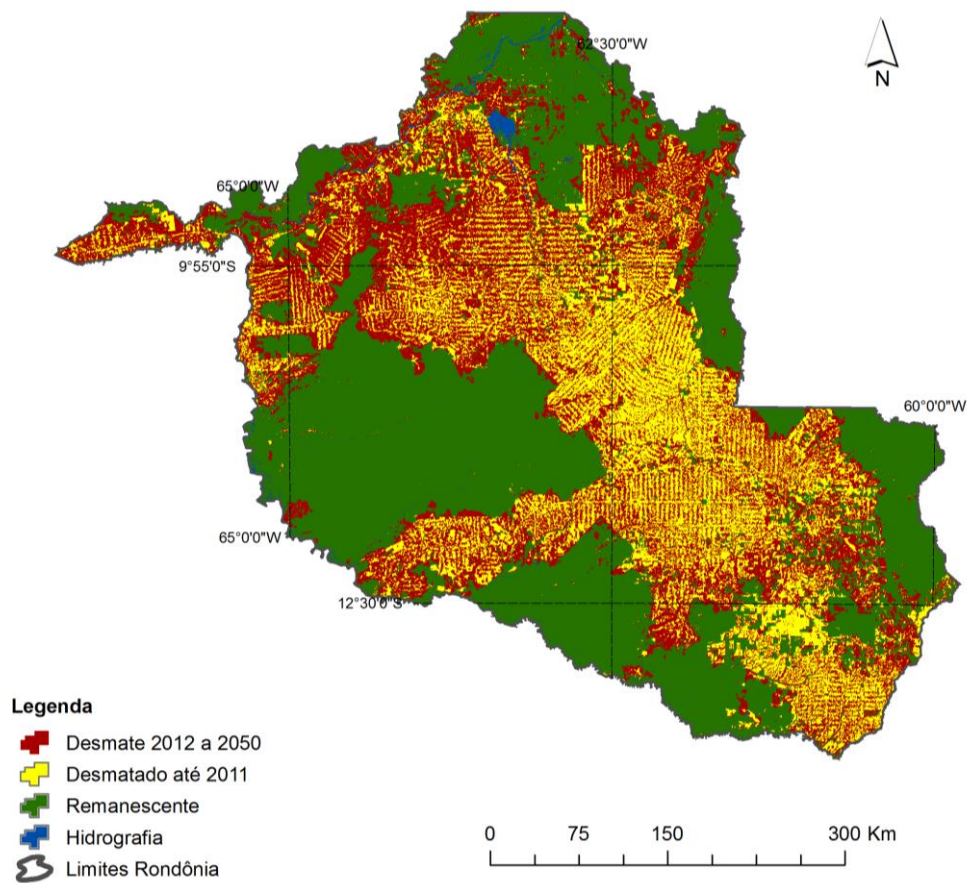 N
62°30'0"W
65°0'0"W
9°55'0"S
60°0'0"W
65°0'0"W
12°30'0"S
Legenda
Desmate 2012 a 2050
Desmatado até 2011
Remanescente
Hidrografia
Limites Rondônia
0 75 150 300 Km